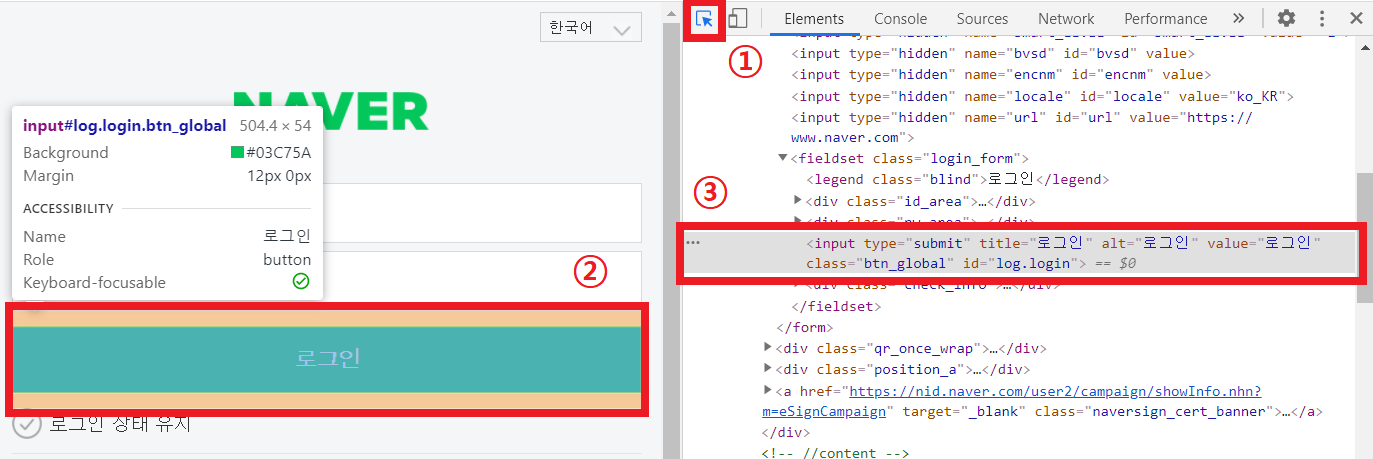 한국어
NAVER
input#log.login.btn_global 504.4 × 54
Background #03C75A
Margin 12px 0px
ACCESSIBILITY
Name 로그인
Role button
Keyboard-focusable
②
로그인
로그인 상태 유지
Elements Console Sources Network Performance »
①
<input type="hidden" name="bvsd" id="bvsd" value>
<input type="hidden" name="encnm" id="encnm" value>
<input type="hidden" name="locale" id="locale" value="ko_KR">
<input type="hidden" name="url" id="url" value="https://
www.naver.com">
<fieldset class="login_form">
<legend class="blind">로그인</legend>
③
<div class="id_area">…</div>
<div class="pw_area">…</div>
… <input type="submit" title="로그인" alt="로그인" value="로그인"
class="btn_global" id="log.login"> == $0
<div class="check_info">…</div>
</fieldset>
</form>
<div class="qr_once_wrap">…</div>
<div class="position_a">…</div>
<a href="https://nid.naver.com/user2/campaign/showInfo.nhn?
m=eSignCampaign" target="_blank" class="naversign_cert_banner">…</a>
</div>
<!-- //content -->